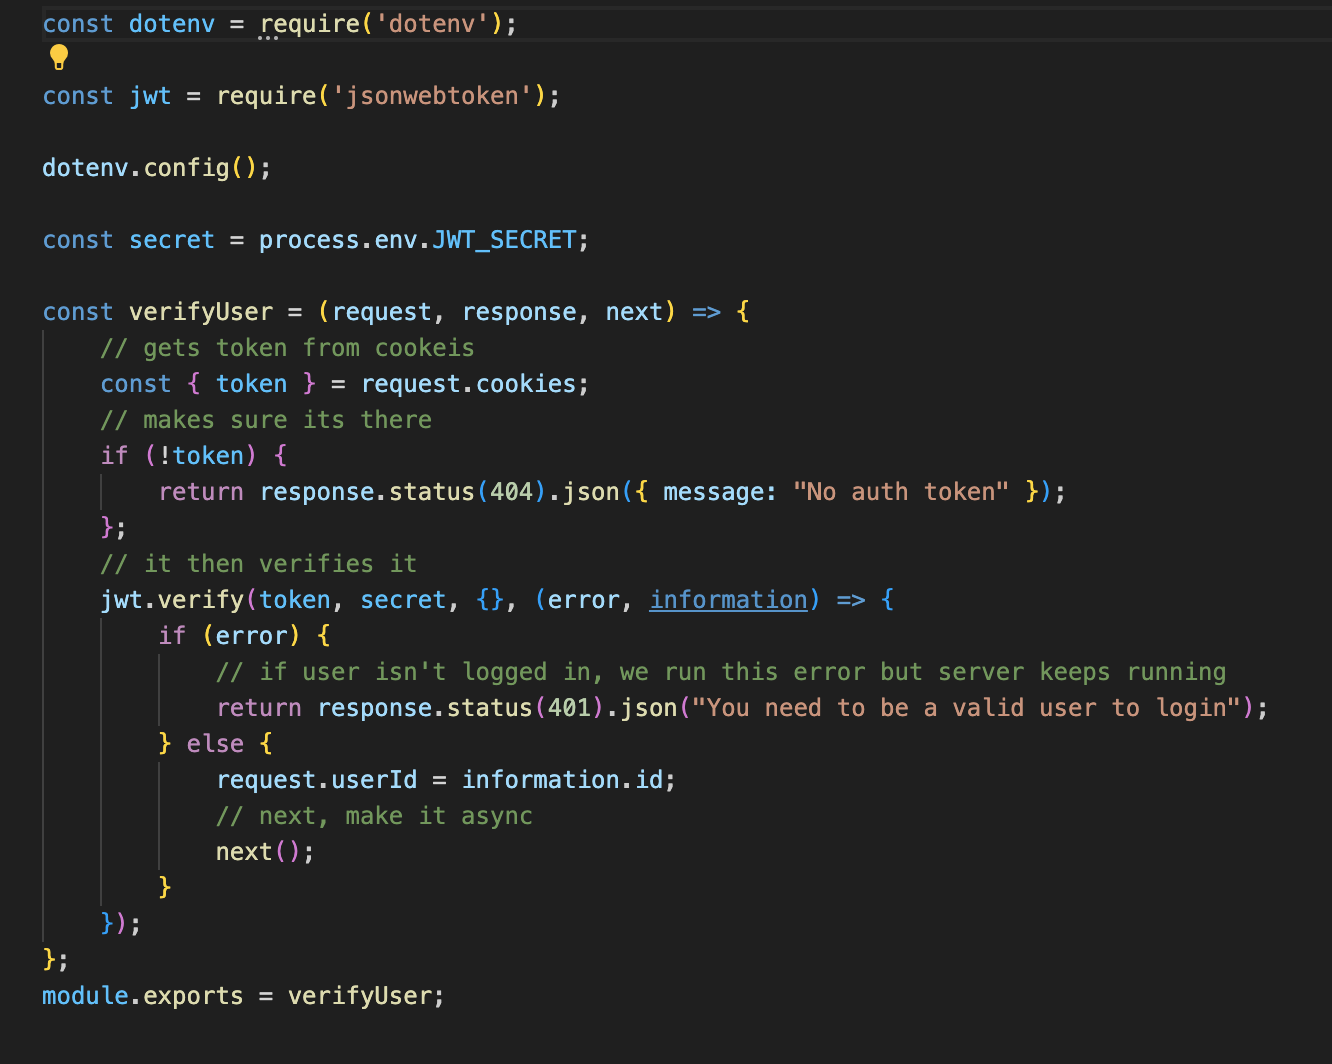 const dotenv = require('dotenv');
const jwt = require('jsonwebtoken');
dotenv.config();
const secret = process.env.JWT_SECRET;
const verifyUser = (request, response, next) => {
// gets token from cookeis
const { token } = request.cookies;
// makes sure its there
if (!token) {
return response.status(404).json({ message: "No auth token" });
};
// it then verifies it
jwt.verify(token, secret, {}, (error, information) => {
if (error) {
// if user isn't logged in, we run this error but server keeps running
return response.status(401).json("You need to be a valid user to login");
} else {
request.userId = information.id;
// next, make it async
next();
}
});
};
module.exports = verifyUser;